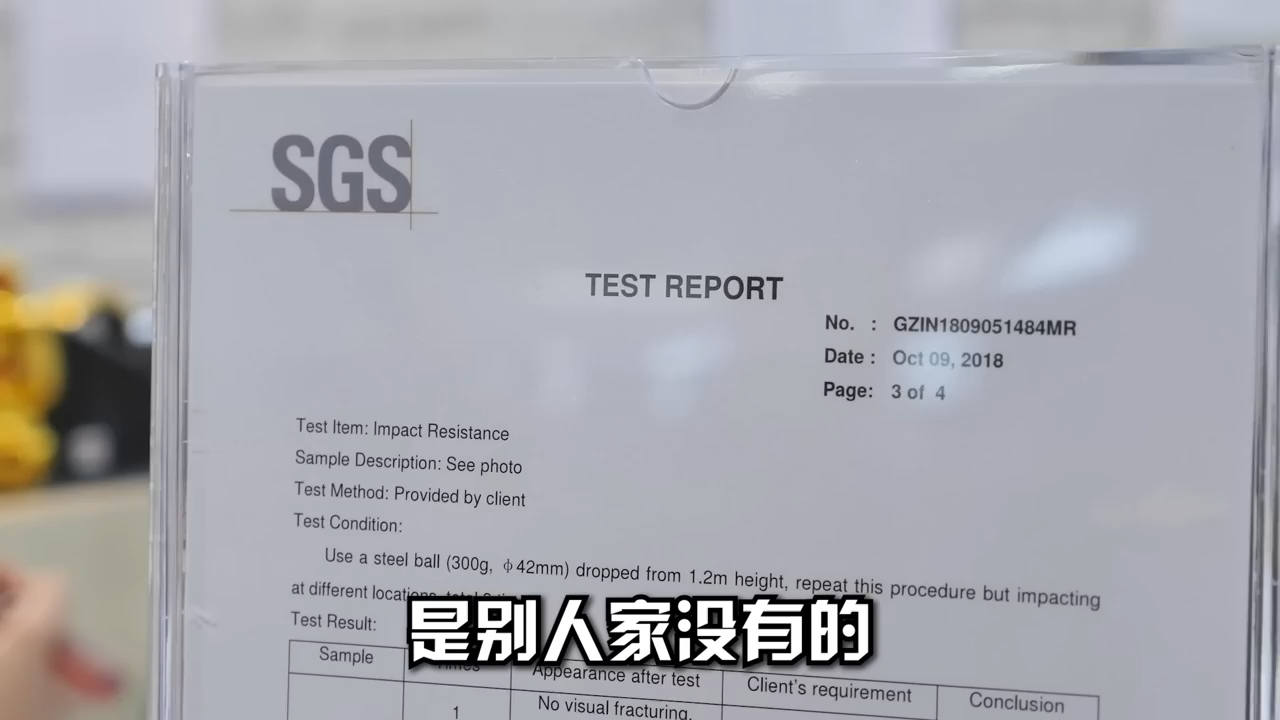 SGS
TEST REPORT
No. : GZIN1809051484MR
Date : Oct 09, 2018
Page: 3 of 4
Test Item: Impact Resistance
Sample Description: See photo
Test Method: Provided by client
Test Condition:
Use a steel ball (300g, φ42mm) dropped from 1.2m height, repeat this procedure but impacting
at different locations, total
Test Result:
是别人家没有的
Sample Times Appearance after test Client's requirement Conclusion
1 No visual fracturing,